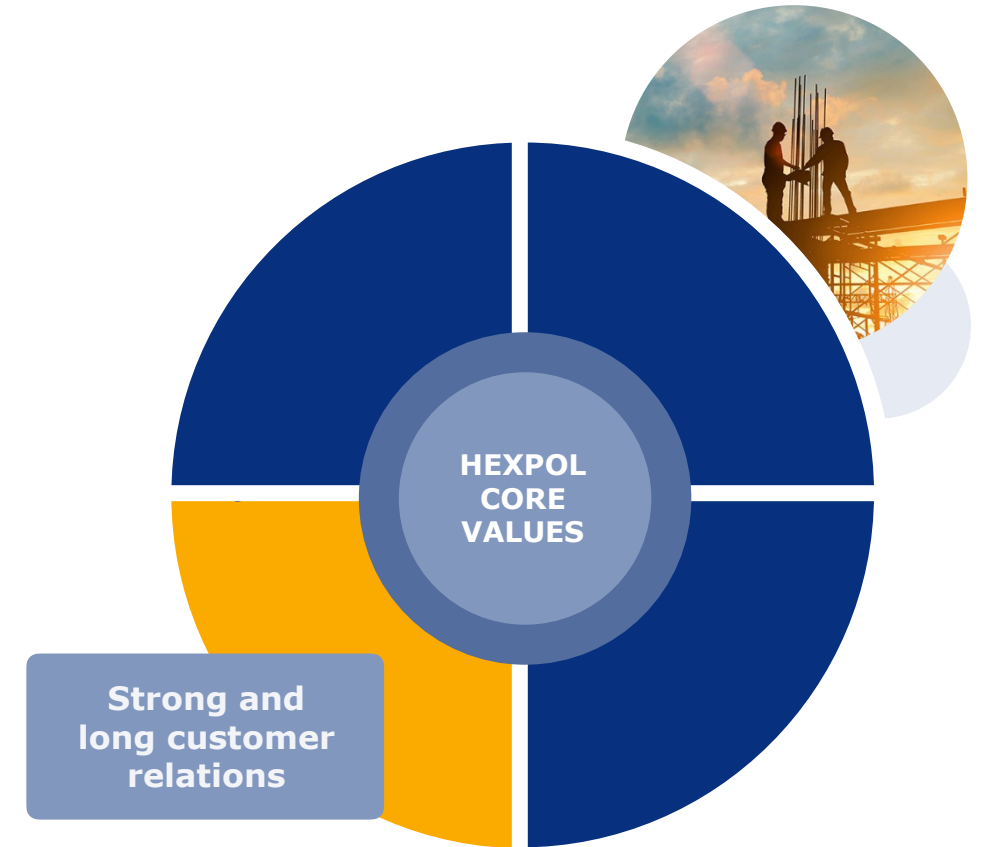 HEXPOL
CORE
VALUES
Strong and
long customer
relations